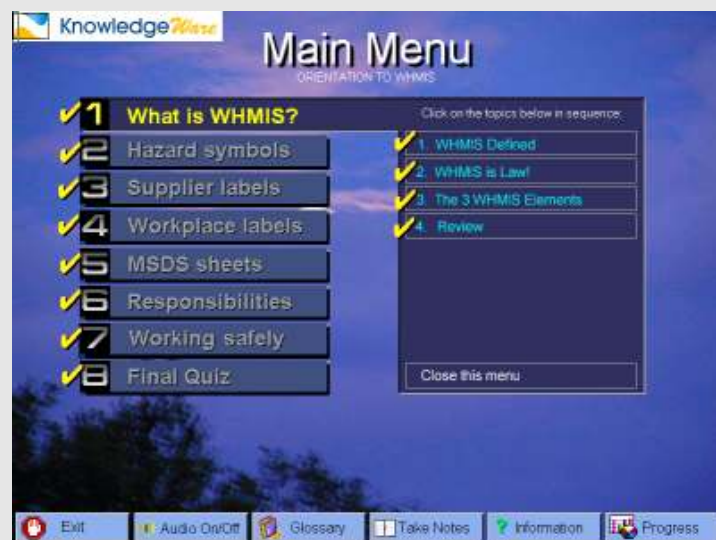 KnowledgeWare
Main Menu
ORIENTATION TO WHMIS
1 What is WHMIS?
2 Hazard symbols
3 Supplier labels
4 Workplace labels
5 MSDS sheets
6 Responsibilities
7 Working safely
8 Final Quiz
Click on the topics below in sequence:
1. WHMIS Defined
2. WHMIS is Law!
3. The 3 WHMIS Elements
4. Review
Close this menu
Exit
Audio On/Off
Glossary
Take Notes
? Information
Progress